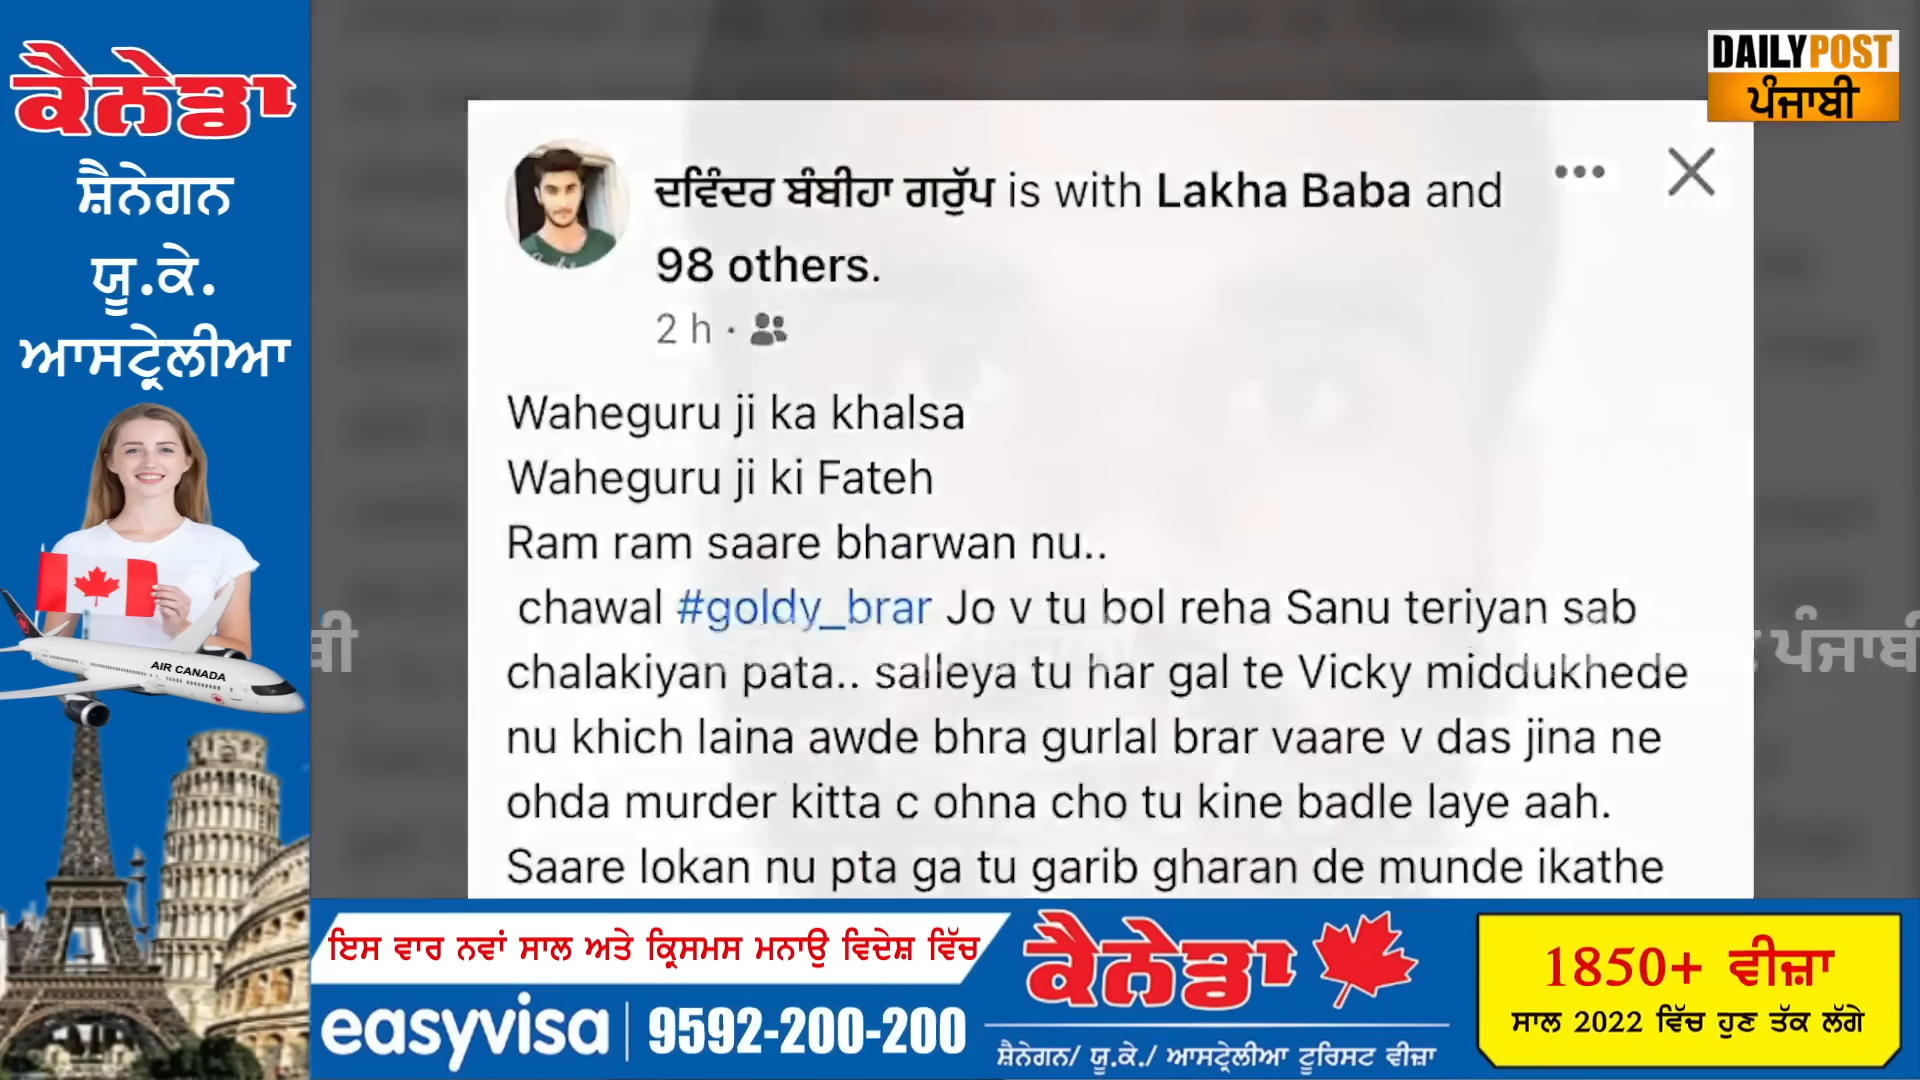 ਕੈਨੇਡਾ
ਸ਼ੈਨੇਗਨ
ਯੂ.ਕੇ.
ਆਸਟ੍ਰੇਲੀਆ
AIR CANADA
DAILYPOST
ਪੰਜਾਬੀ
ਦਵਿੰਦਰ ਬੰਬੀਹਾ ਗਰੁੱਪ is with Lakha Baba and
98 others.
2 h ·
Waheguru ji ka khalsa
Waheguru ji ki Fateh
Ram ram saare bharwan nu..
chawal #goldy_brar Jo v tu bol reha Sanu teriyan sab
chalakiyan pata.. salleya tu har gal te Vicky middukhede
nu khich laina awde bhra gurlal brar vaare v das jina ne
ohda murder kitta c ohna cho tu kine badle laye aah.
Saare lokan nu pta ga tu garib gharan de munde ikathe
ਪੰਜਾਬੀ
ਇਸ ਵਾਰ ਨਵਾਂ ਸਾਲ ਅਤੇ ਕ੍ਰਿਸਮਸ ਮਨਾਉ ਵਿਦੇਸ਼ ਵਿੱਚ
easyvisa | 9592-200-200
ਕੈਨੇਡਾ
ਸ਼ੈਨੇਗਨ/ ਯੂ.ਕੇ./ ਆਸਟ੍ਰੇਲੀਆ ਟੂਰਿਸਟ ਵੀਜ਼ਾ
1850+ ਵੀਜ਼ਾ
ਸਾਲ 2022 ਵਿੱਚ ਹੁਣ ਤੱਕ ਲੱਗੇ